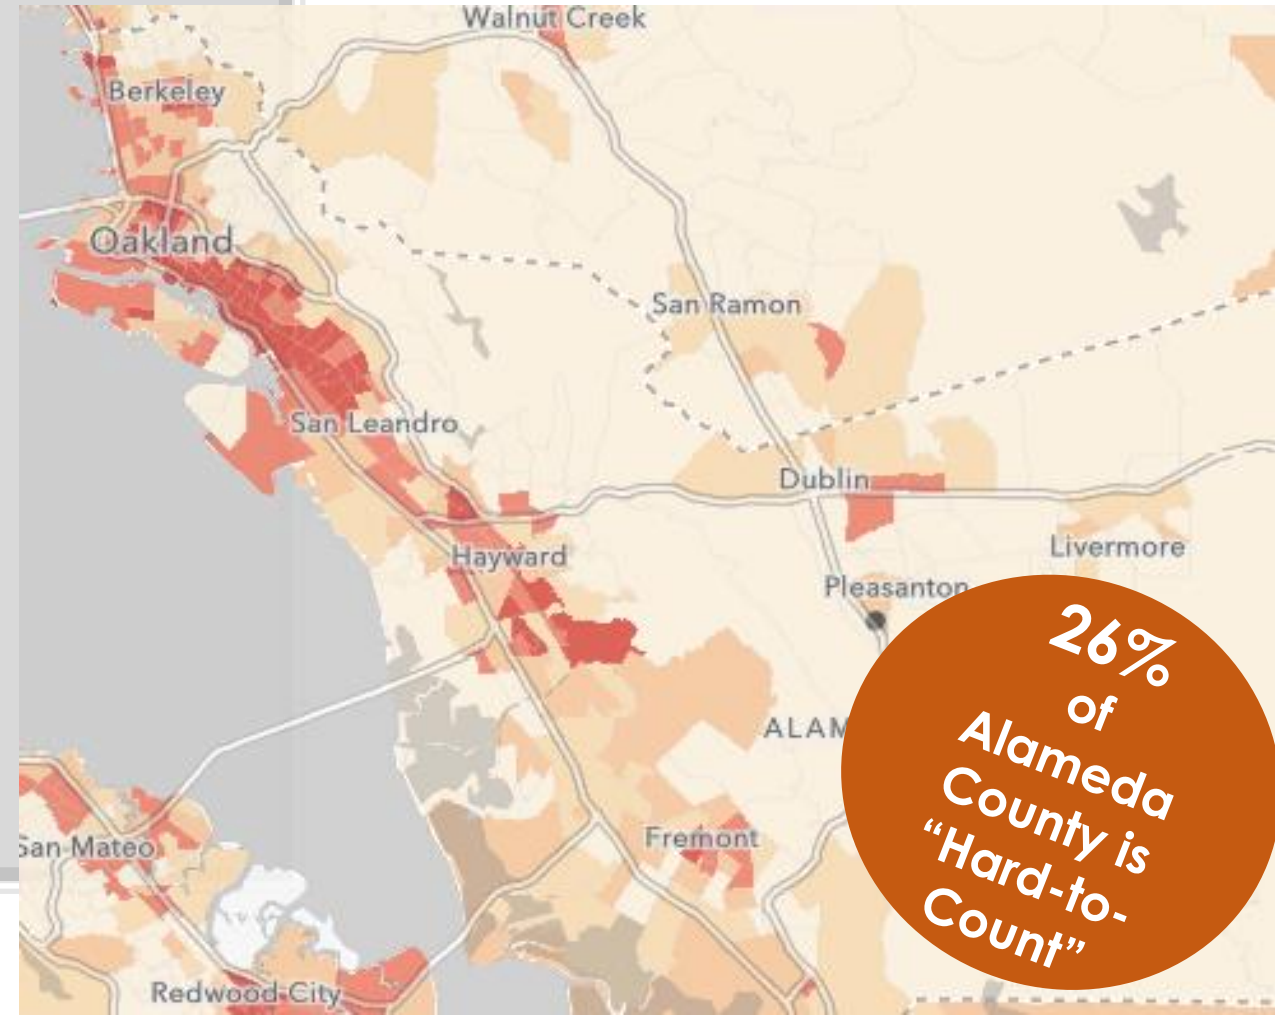 Walnut Creek
Berkeley
Oakland
San Ramon
San Leandro
Dublin
Hayward
Livermore
Pleasanton
26%
of
Alameda
County is
“Hard-to-
Count”
ALAM
Fremont
San Mateo
Redwood City